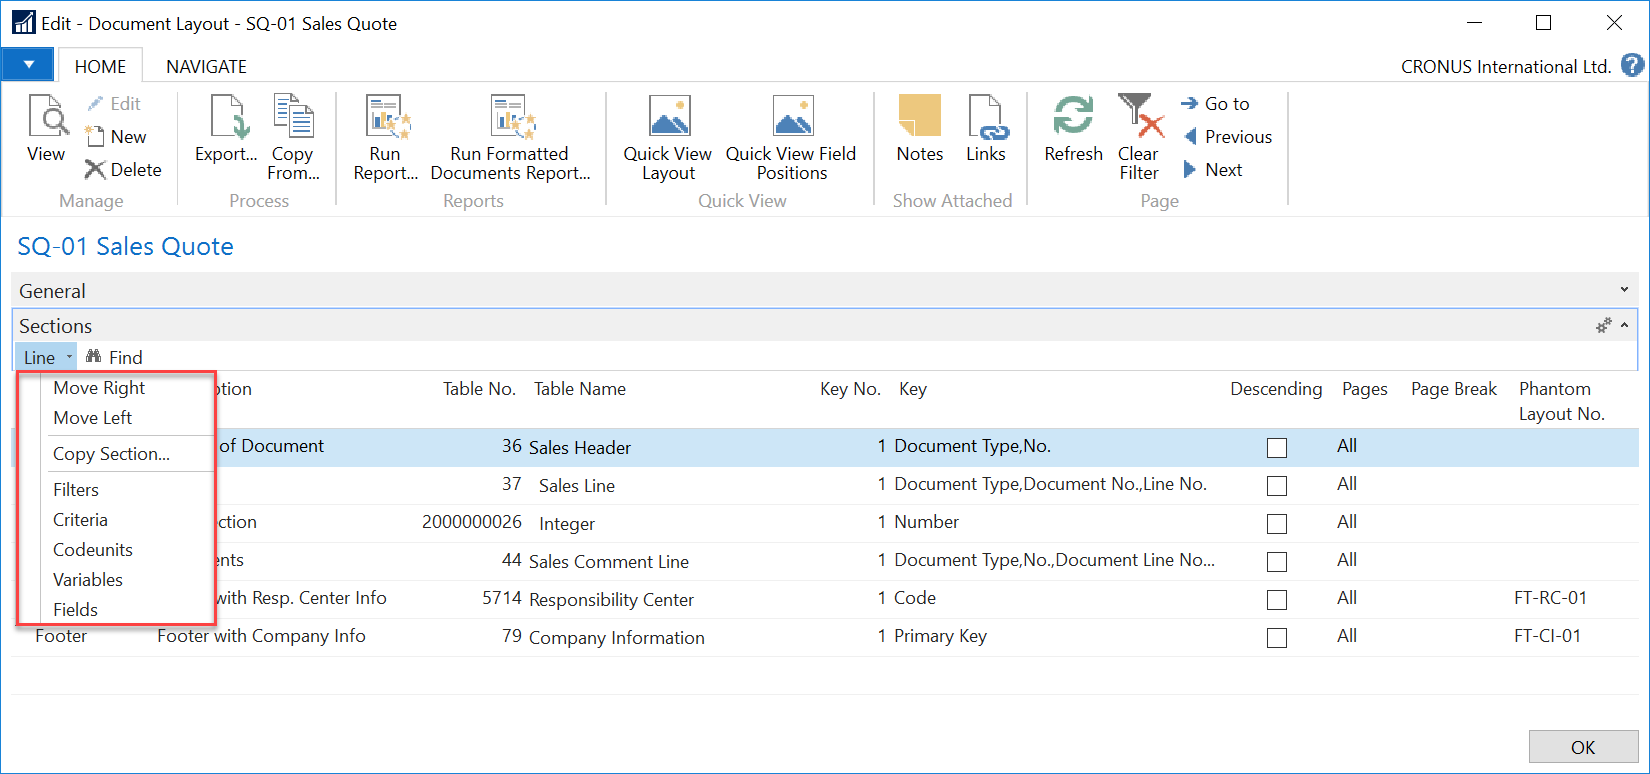 Edit - Document Layout - SQ-01 Sales Quote
HOME NAVIGATE CRONUS International Ltd. ?
View Edit New Delete
Export... Copy From...
Run Report... Run Formatted Documents Report...
Quick View Layout Quick View Field Positions
Notes Links
Refresh Clear Filter Go to Previous Next
Manage Process Reports Quick View Show Attached Page
SQ-01 Sales Quote
General
Sections
Line Find
Move Right
Move Left
Copy Section...
Filters
Criteria
Codeunits
Variables
Fields
ption Table No. Table Name Key No. Key Descending Pages Page Break Phantom Layout No.
of Document 36 Sales Header 1 Document Type,No. All
37 Sales Line 1 Document Type,Document No.,Line No. All
ction 2000000026 Integer 1 Number All
ents 44 Sales Comment Line 1 Document Type,No.,Document Line No... All
with Resp. Center Info 5714 Responsibility Center 1 Code All FT-RC-01
Footer Footer with Company Info 79 Company Information 1 Primary Key All FT-CI-01
OK